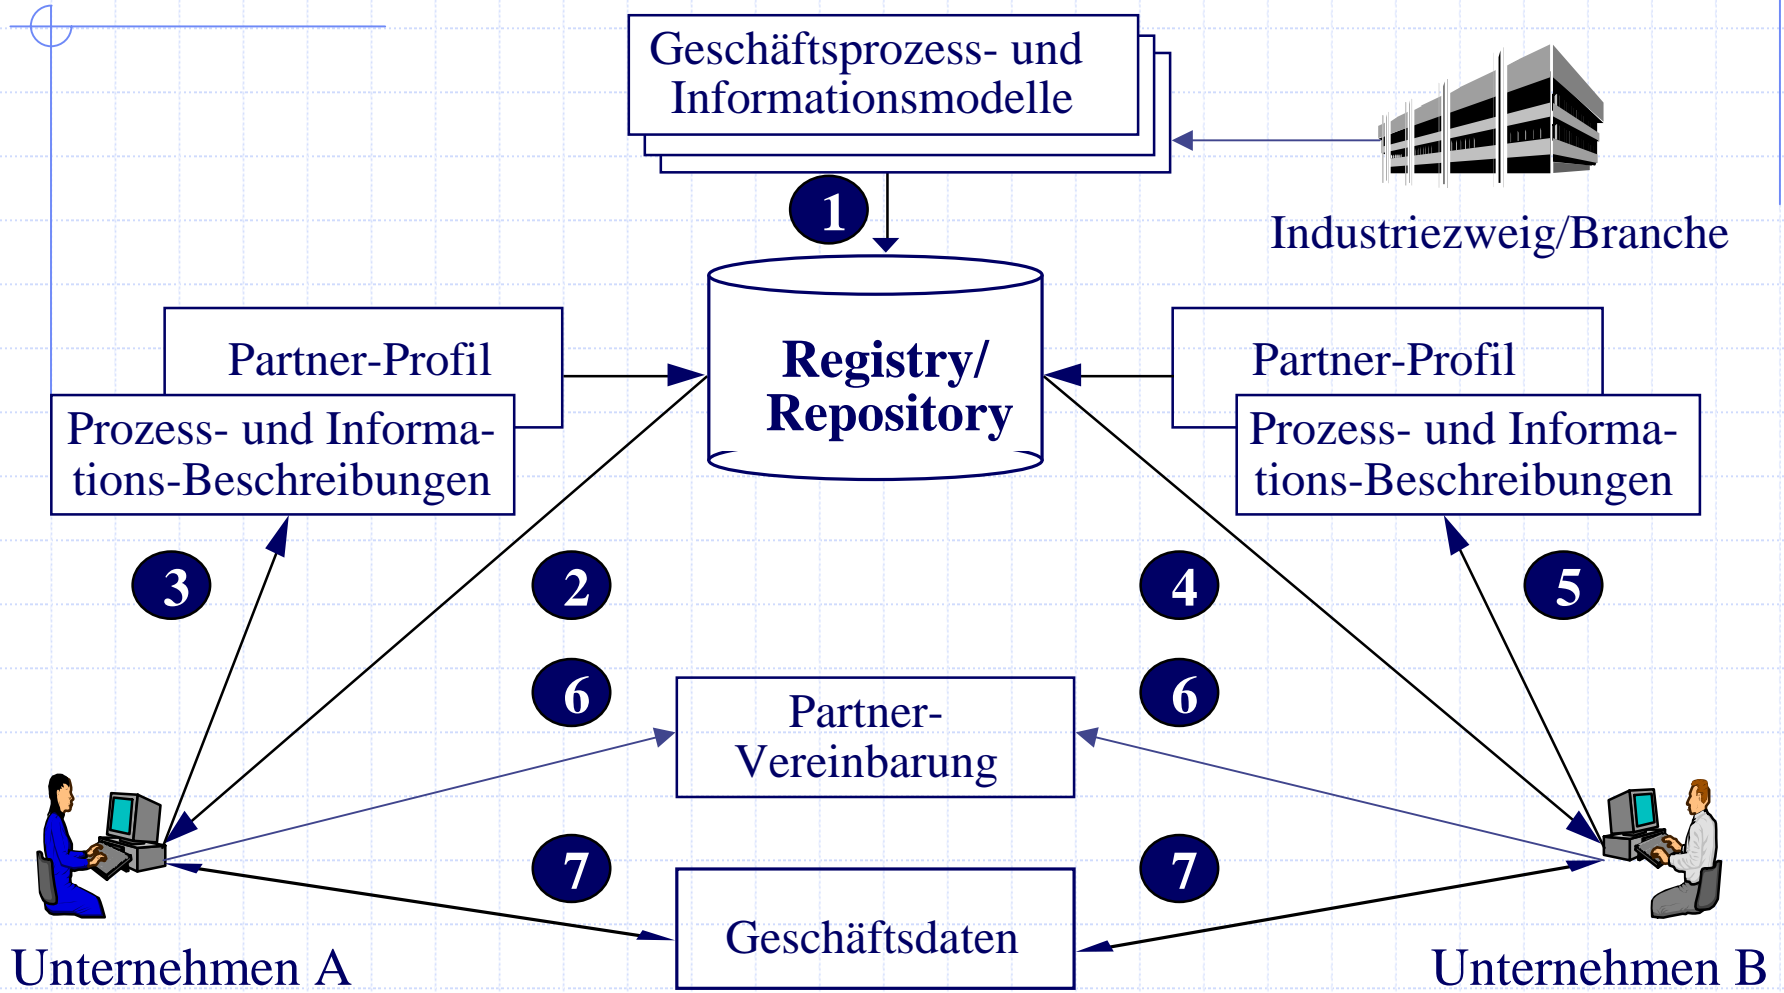 Geschäftsprozess- und
Informationsmodelle
1
Industriezweig/Branche
Partner-Profil
Prozess- und Informa-
tions-Beschreibungen
Registry/
Repository
Partner-Profil
Prozess- und Informa-
tions-Beschreibungen
3
2
4
5
6
6
Partner-
Vereinbarung
7
7
Geschäftsdaten
Unternehmen A
Unternehmen B